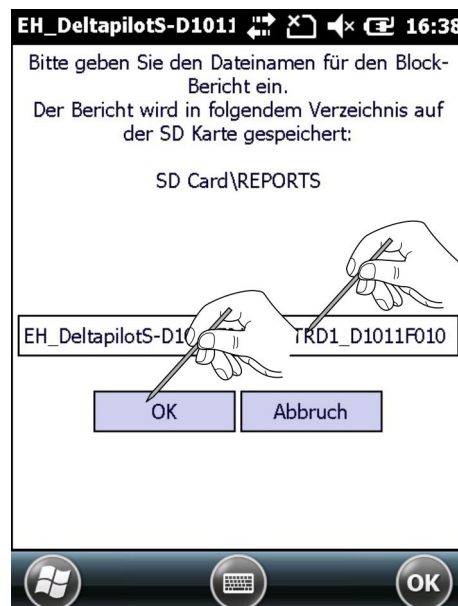 EH_DeltapilotS-D1011 16:38
Bitte geben Sie den Dateinamen für den Block-
Bericht ein.
Der Bericht wird in folgendem Verzeichnis auf
der SD Karte gespeichert:
SD Card\REPORTS
EH_DeltapilotS-D10 TRD1_D1011F010
OK Abbruch
OK